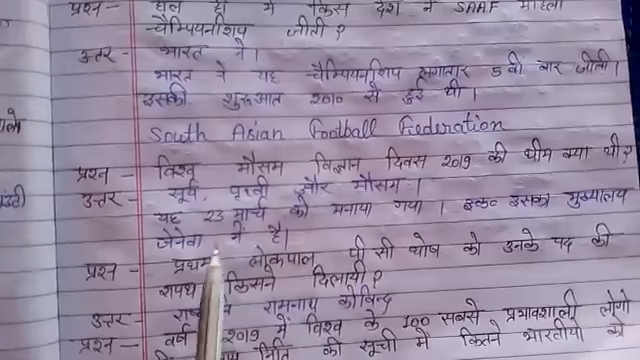 प्रश्न - हाल ही में किस देश ने SAAF महिला
चैम्पियनशिप जीती ?
उत्तर - भारत ने।
भारत ने यह चैम्पियनशिप लगातार 5वी बार जीती।
उसकी शुरूआत 2010 से हुई थी।
South Asian Football Federation
प्रश्न - विश्व मौसम विज्ञान दिवस 2019 की थीम क्या थी?
उत्तर - सूर्य, पृथ्वी और मौसम।
यह 23 मार्च को मनाया गया। इसका मुख्यालय
जेनेवा में है।
प्रश्न - प्रथम लोकपाल पी सी घोष को उनके पद की
शपथ किसने दिलायी?
उत्तर - रामनाथ कोविन्द
प्रश्न - वर्ष 2019 में विश्व के 100 सबसे प्रभावशाली लोगो
की सूची मे कितने भारतीयो को